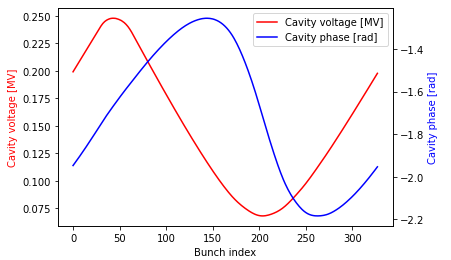 Cavity voltage [MV]
Cavity phase [rad]
0.250
0.225
0.200
0.175
0.150
0.125
0.100
0.075
Cavity voltage [MV]
−1.4
−1.6
−1.8
−2.0
−2.2
Cavity phase [rad]
0 50 100 150 200 250 300
Bunch index